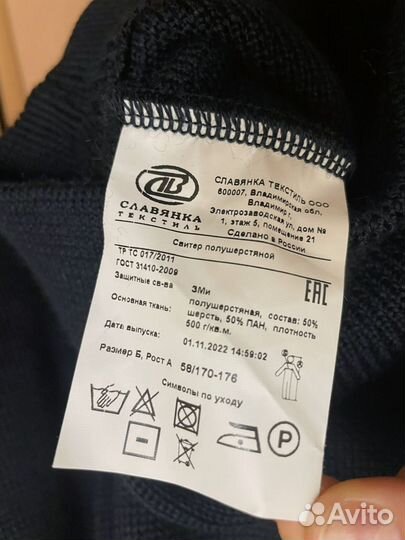 СЛАВЯНКА
ТЕКСТИЛЬ
СЛАВЯНКА ТЕКСТИЛЬ ООО
600007, Владимирская обл.
Владимир г,
Электрозаводская ул, дом №
1, этаж 5, помещение 21
Сделано в России
Свитер полушерстяной
ТР ТС 017/2011
ГОСТ 31410-2009
EAC
Защитные св-ва ЗМи
Основная ткань: полушерстяная, состав: 50%
шерсть, 50% ПАН, плотность
500 г/кв.м.
Дата выпуска: 01.11.2022 14:59:02
Размер Б, Рост А 58/170-176
Символы по уходу
P
Avito